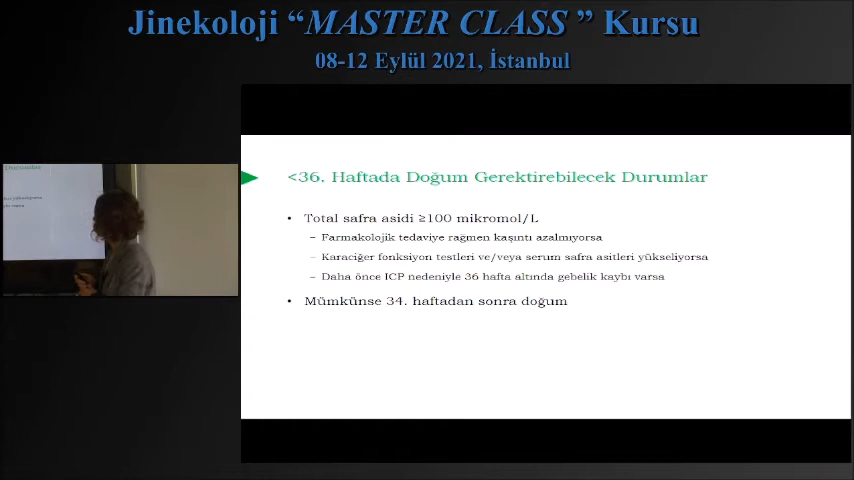 Jinekoloji “MASTER CLASS ” Kursu
08-12 Eylül 2021, İstanbul
<36. Haftada Doğum Gerektirebilecek Durumlar
• Total safra asidi ≥100 mikromol/L
– Farmakolojik tedaviye rağmen kaşıntı azalmıyorsa
– Karaciğer fonksiyon testleri ve/veya serum safra asitleri yükseliyorsa
– Daha önce ICP nedeniyle 36 hafta altında gebelik kaybı varsa
• Mümkünse 34. haftadan sonra doğum